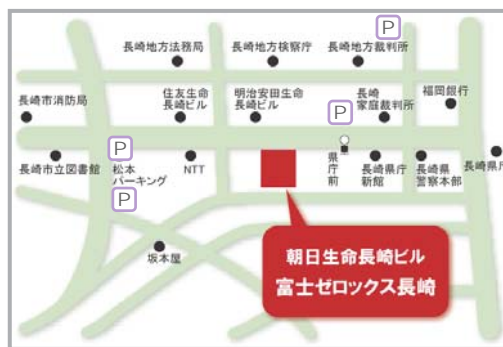 P
長崎地方法務局
長崎地方検察庁
長崎地方裁判所
長崎市消防局
住友生命
長崎ビル
明治安田生命
長崎ビル
P
長崎
家庭裁判所
福岡銀行
P
長崎市立図書館
松本
パーキング
P
NTT
県庁前
長崎県庁
新館
長崎県
警察本部
長崎県庁
坂本屋
朝日生命長崎ビル
富士ゼロックス長崎